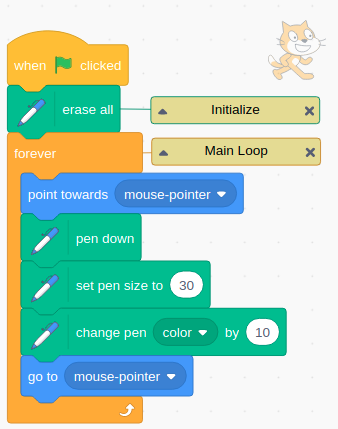 when clicked
erase all
Initialize
forever
Main Loop
point towards mouse-pointer
pen down
set pen size to 30
change pen color by 10
go to mouse-pointer